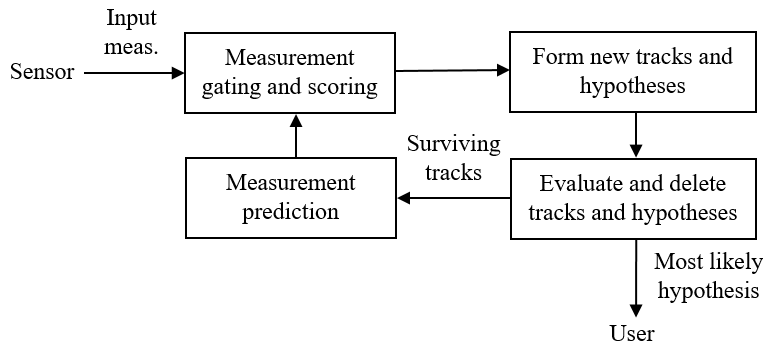 Input
meas.
Sensor
Measurement
gating and scoring
Form new tracks and
hypotheses
Surviving
tracks
Measurement
prediction
Evaluate and delete
tracks and hypotheses
Most likely
hypothesis
User